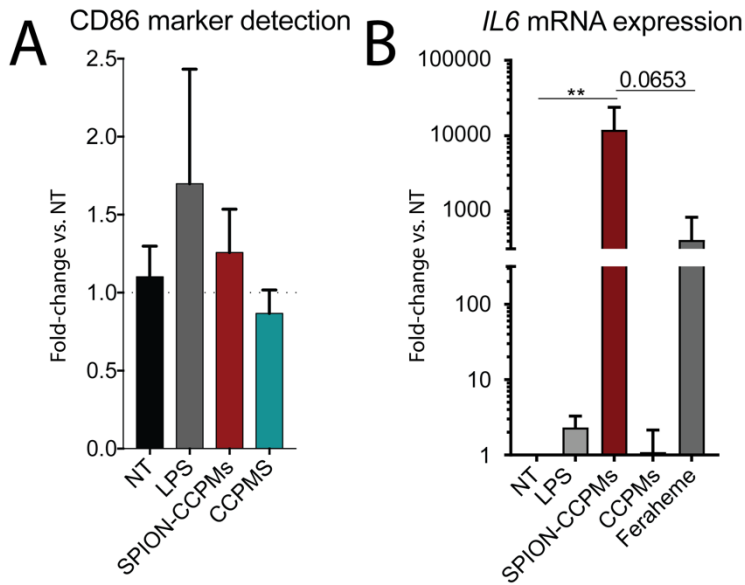 A
CD86 marker detection
Fold-change vs. NT
2.5
2.0
1.5
1.0
0.5
0.0
NT
LPS
SPION-CCPMs
CCPMS
B
IL6 mRNA expression
Fold-change vs. NT
100000
10000
1000
100
10
1
**
0.0653
NT
LPS
SPION-CCPMs
CCPMs
Feraheme